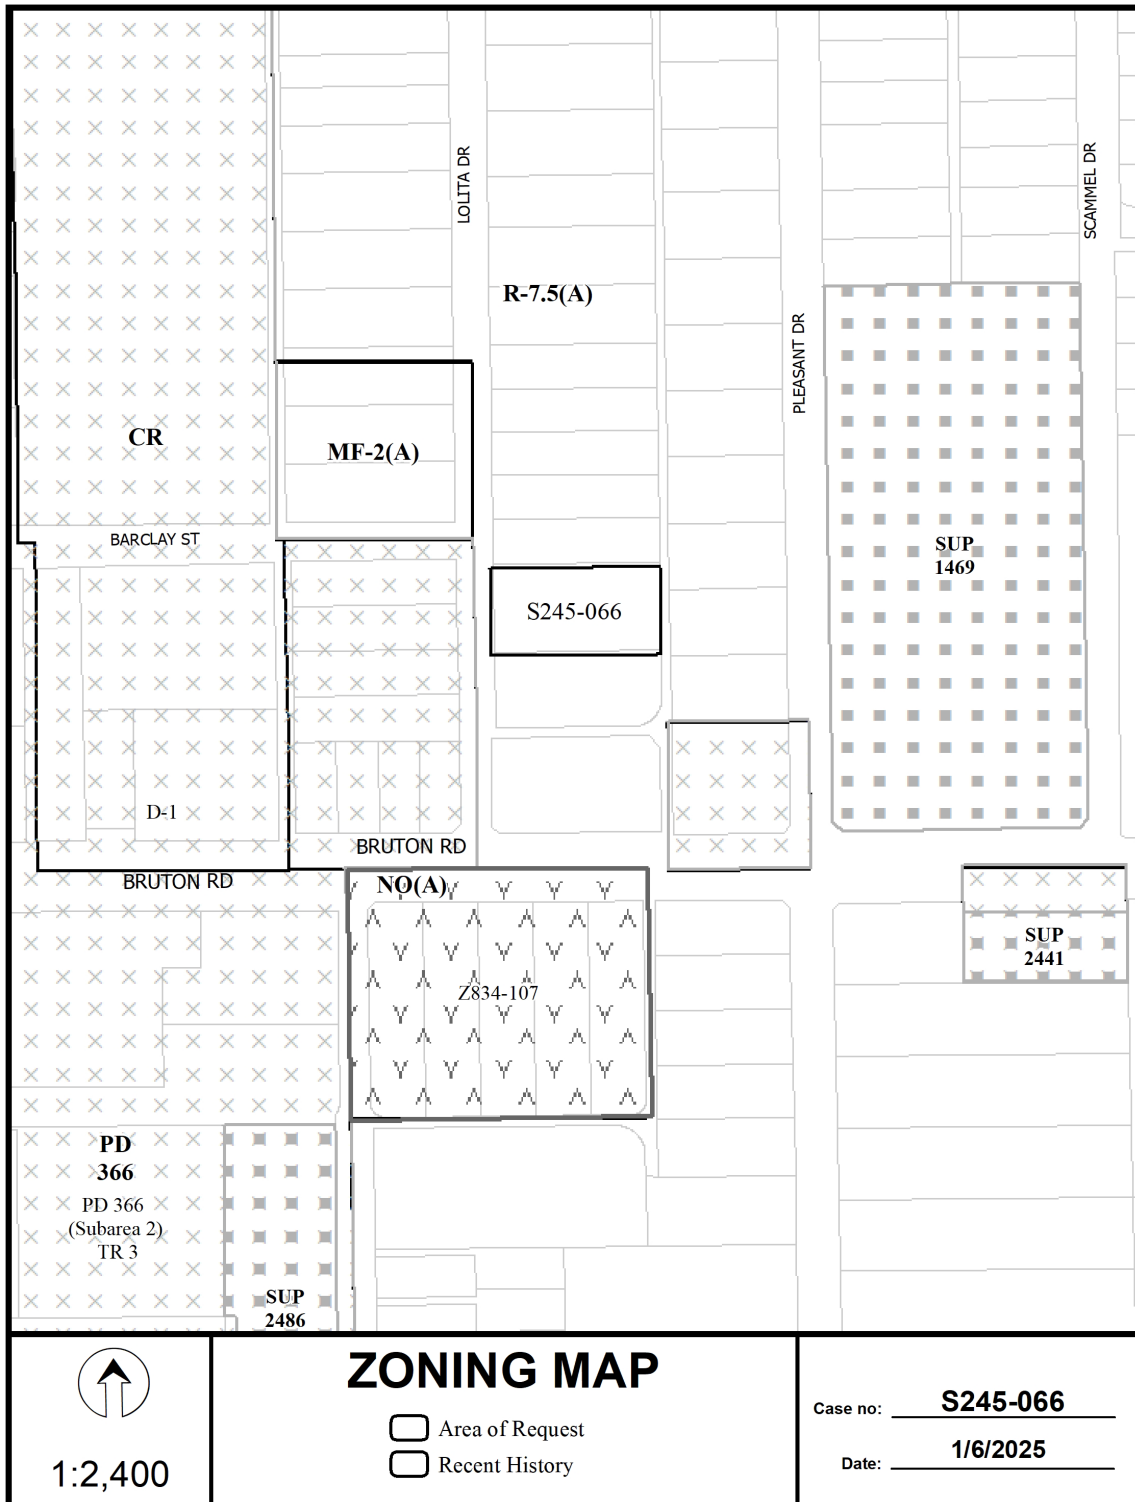 LOLITA DR
SCAMMEL DR
R-7.5(A)
PLEASANT DR
CR
MF-2(A)
BARCLAY ST
SUP
1469
S245-066
D-1
BRUTON RD
BRUTON RD
NO(A)
SUP
2441
Z834-107
PD
366
PD 366
(Subarea 2)
TR 3
SUP
2486
1:2,400
ZONING MAP
Area of Request
Recent History
Case no: S245-066
Date: 1/6/2025